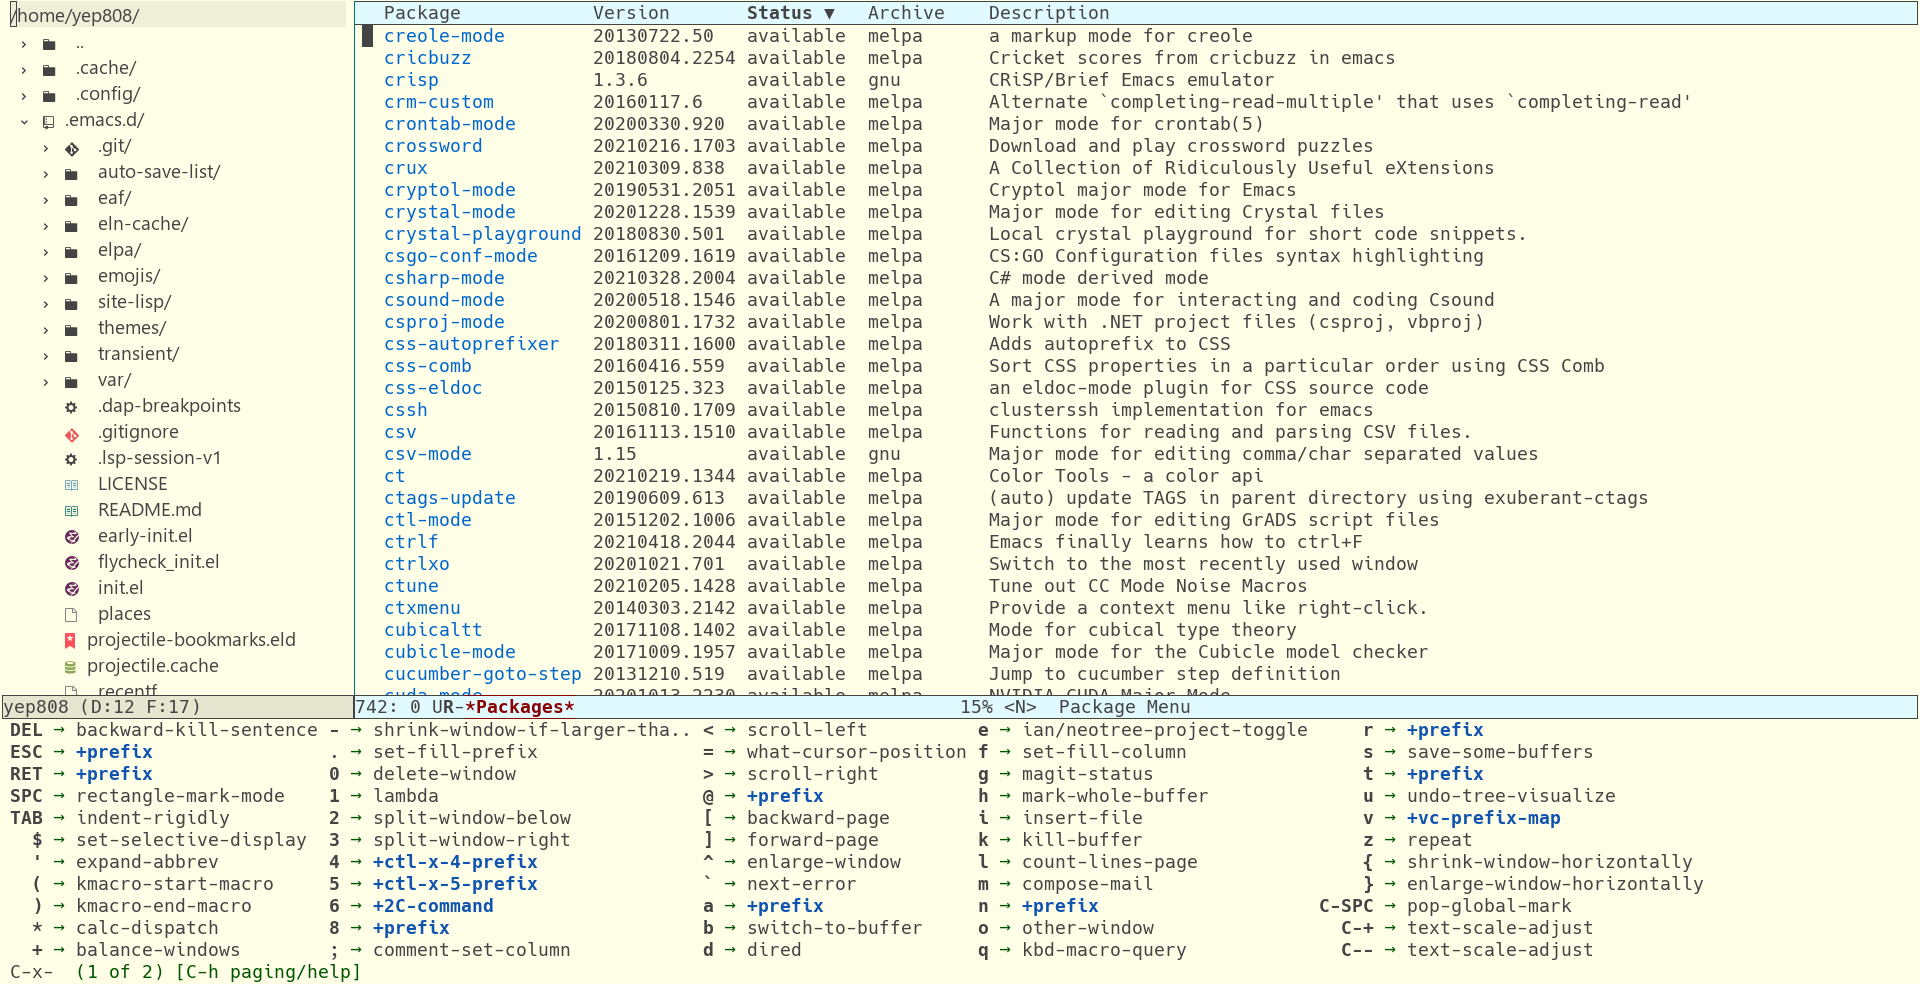 /home/yep808/
..
.cache/
.config/
.emacs.d/
.git/
auto-save-list/
eaf/
eln-cache/
elpa/
emojis/
site-lisp/
themes/
transient/
var/
.dap-breakpoints
.gitignore
.lsp-session-v1
LICENSE
README.md
early-init.el
flycheck_init.el
init.el
places
projectile-bookmarks.eld
projectile.cache
recentf
yep808 (D:12 F:17)
Package Version Status ▼ Archive Description
creole-mode 20130722.50 available melpa a markup mode for creole
cricbuzz 20180804.2254 available melpa Cricket scores from cricbuzz in emacs
crisp 1.3.6 available gnu CRiSP/Brief Emacs emulator
crm-custom 20160117.6 available melpa Alternate `completing-read-multiple' that uses `completing-read'
crontab-mode 20200330.920 available melpa Major mode for crontab(5)
crossword 20210216.1703 available melpa Download and play crossword puzzles
crux 20210309.838 available melpa A Collection of Ridiculously Useful eXtensions
cryptol-mode 20190531.2051 available melpa Cryptol major mode for Emacs
crystal-mode 20201228.1539 available melpa Major mode for editing Crystal files
crystal-playground 20180830.501 available melpa Local crystal playground for short code snippets.
csgo-conf-mode 20161209.1619 available melpa CS:GO Configuration files syntax highlighting
csharp-mode 20210328.2004 available melpa C# mode derived mode
csound-mode 20200518.1546 available melpa A major mode for interacting and coding Csound
csproj-mode 20200801.1732 available melpa Work with .NET project files (csproj, vbproj)
css-autoprefixer 20180311.1600 available melpa Adds autoprefix to CSS
css-comb 20160416.559 available melpa Sort CSS properties in a particular order using CSS Comb
css-eldoc 20150125.323 available melpa an eldoc-mode plugin for CSS source code
cssh 20150810.1709 available melpa clusterssh implementation for emacs
csv 20161113.1510 available melpa Functions for reading and parsing CSV files.
csv-mode 1.15 available gnu Major mode for editing comma/char separated values
ct 20210219.1344 available melpa Color Tools - a color api
ctags-update 20190609.613 available melpa (auto) update TAGS in parent directory using exuberant-ctags
ctl-mode 20151202.1006 available melpa Major mode for editing GrADS script files
ctrlf 20210418.2044 available melpa Emacs finally learns how to ctrl+F
ctrlxo 20201021.701 available melpa Switch to the most recently used window
ctune 20210205.1428 available melpa Tune out CC Mode Noise Macros
ctxmenu 20140303.2142 available melpa Provide a context menu like right-click.
cubicaltt 20171108.1402 available melpa Mode for cubical type theory
cubicle-mode 20171009.1957 available melpa Major mode for the Cubicle model checker
cucumber-goto-step 20131210.519 available melpa Jump to cucumber step definition
cuda-mode 20201013.2230 available melpa NVIDIA CUDA Major Mode
742: 0 UR-*Packages* 15% <N> Package Menu
DEL → backward-kill-sentence - → shrink-window-if-larger-tha.. < → scroll-left e → ian/neotree-project-toggle r → +prefix
ESC → +prefix . → set-fill-prefix = → what-cursor-position f → set-fill-column s → save-some-buffers
RET → +prefix 0 → delete-window > → scroll-right g → magit-status t → +prefix
SPC → rectangle-mark-mode 1 → lambda @ → +prefix h → mark-whole-buffer u → undo-tree-visualize
TAB → indent-rigidly 2 → split-window-below [ → backward-page i → insert-file v → +vc-prefix-map
$ → set-selective-display 3 → split-window-right ] → forward-page k → kill-buffer z → repeat
' → expand-abbrev 4 → +ctl-x-4-prefix ^ → enlarge-window l → count-lines-page { → shrink-window-horizontally
( → kmacro-start-macro 5 → +ctl-x-5-prefix ` → next-error m → compose-mail } → enlarge-window-horizontally
) → kmacro-end-macro 6 → +2C-command a → +prefix n → +prefix C-SPC → pop-global-mark
* → calc-dispatch 8 → +prefix b → switch-to-buffer o → other-window C-+ → text-scale-adjust
+ → balance-windows ; → comment-set-column d → dired q → kbd-macro-query C-- → text-scale-adjust
C-x- (1 of 2) [C-h paging/help]